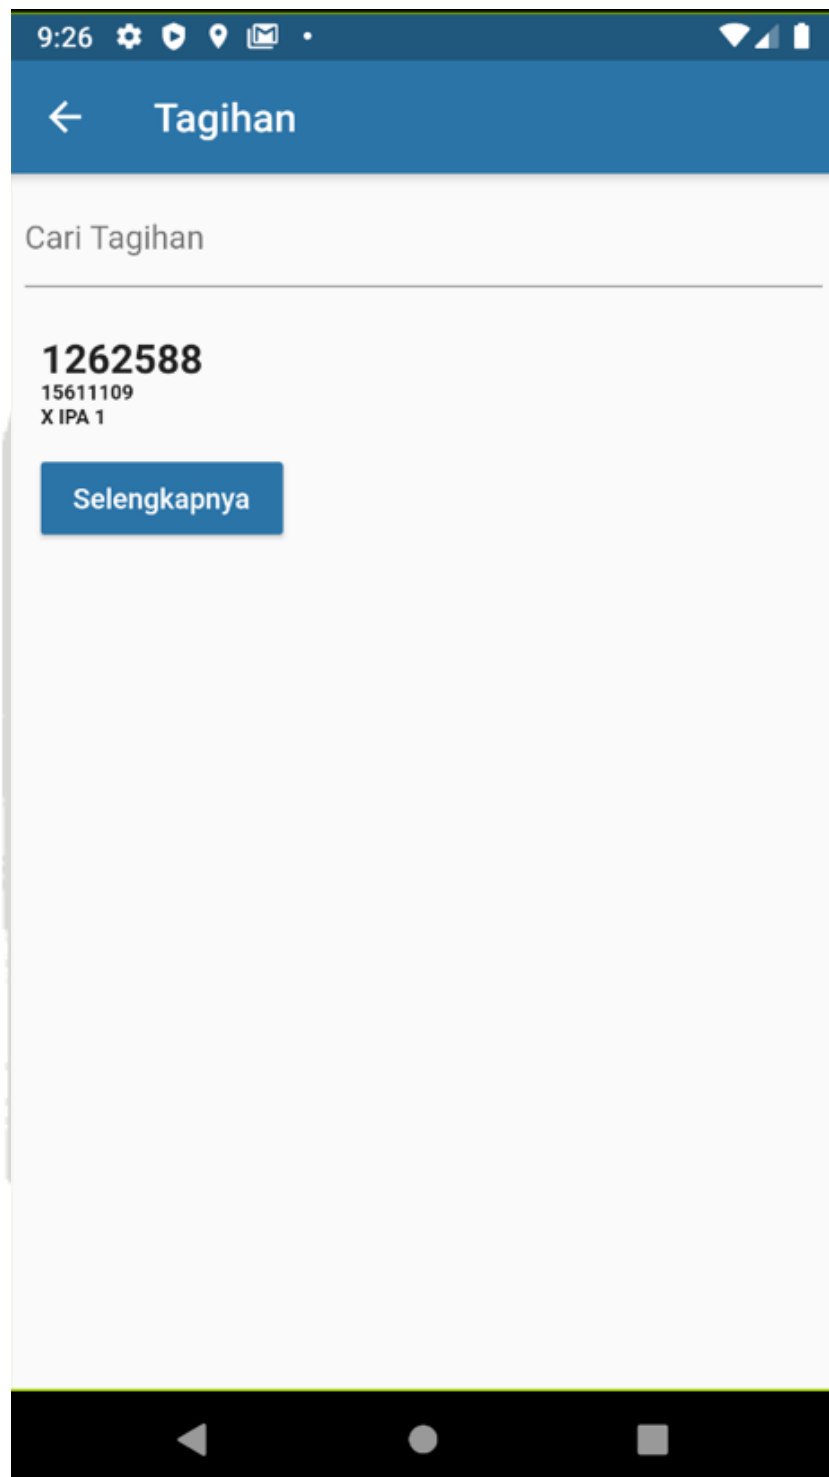 9:26
Tagihan
Cari Tagihan
1262588
15611109
X IPA 1
Selengkapnya